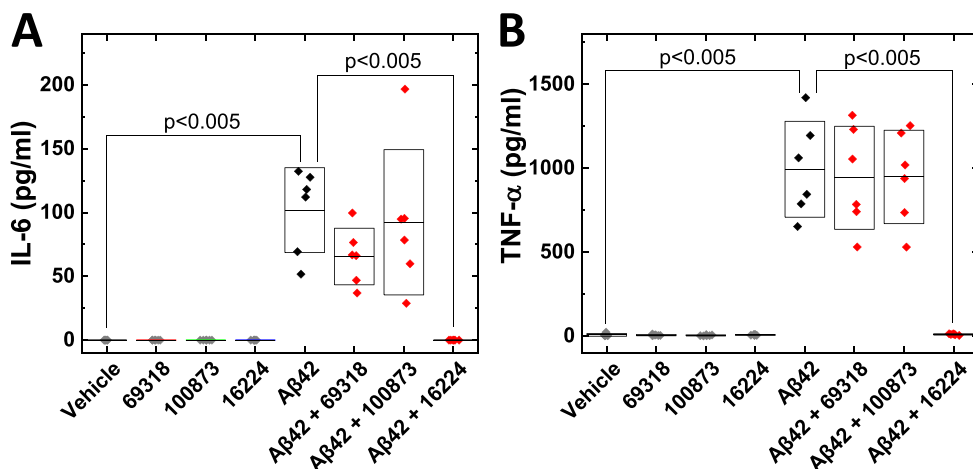 A
IL-6 (pg/ml)
200
150
100
50
0
p<0.005
p<0.005
Vehicle
69318
100873
16224
Aβ42
Aβ42 + 69318
Aβ42 + 100873
Aβ42 + 16224
B
TNF-α (pg/ml)
1500
1000
500
0
p<0.005
p<0.005
Vehicle
69318
100873
16224
Aβ42
Aβ42 + 69318
Aβ42 + 100873
Aβ42 + 16224